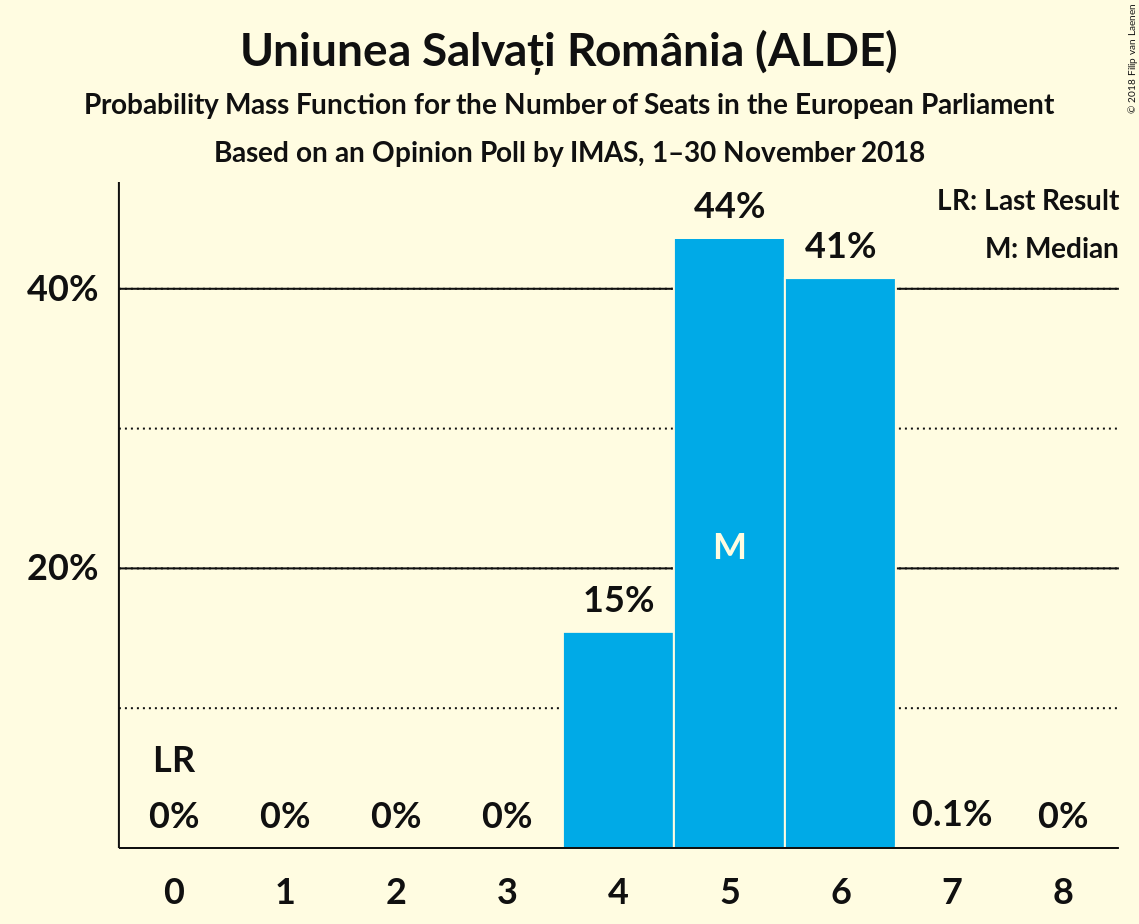 Uniunea Salvați România (ALDE)
Probability Mass Function for the Number of Seats in the European Parliament
Based on an Opinion Poll by IMAS, 1–30 November 2018
© 2018 Filip van Laenen
LR: Last Result
M: Median
44%
41%
40%
M
20%
15%
LR
0%
0%
0%
0%
0.1%
0%
0
1
2
3
4
5
6
7
8